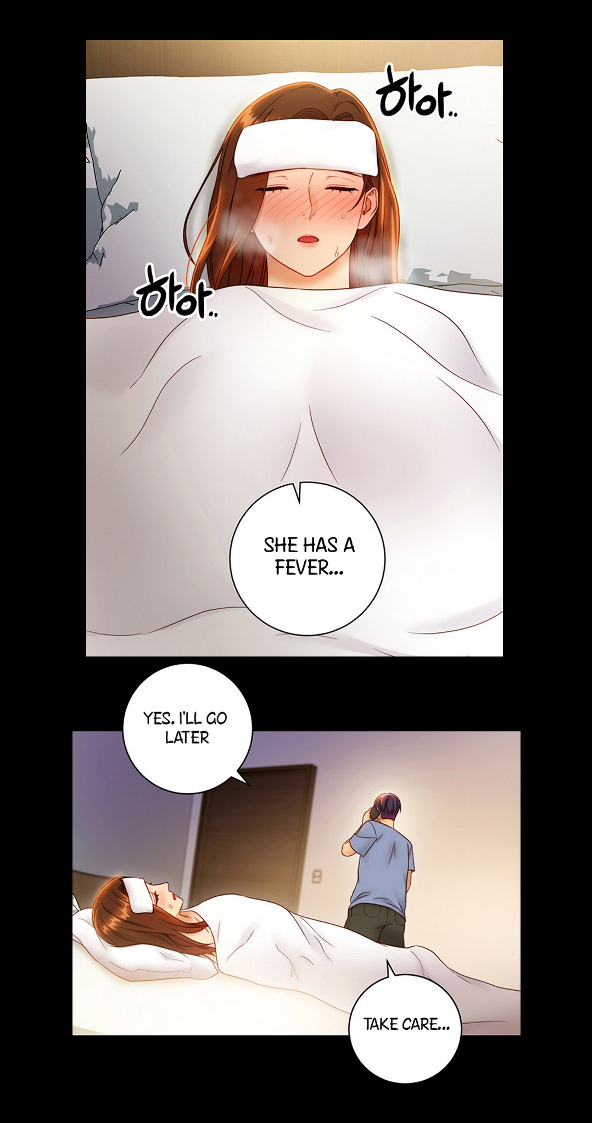 하아..
하아..
SHE HAS A
FEVER...
YES. I'LL GO
LATER
TAKE CARE...